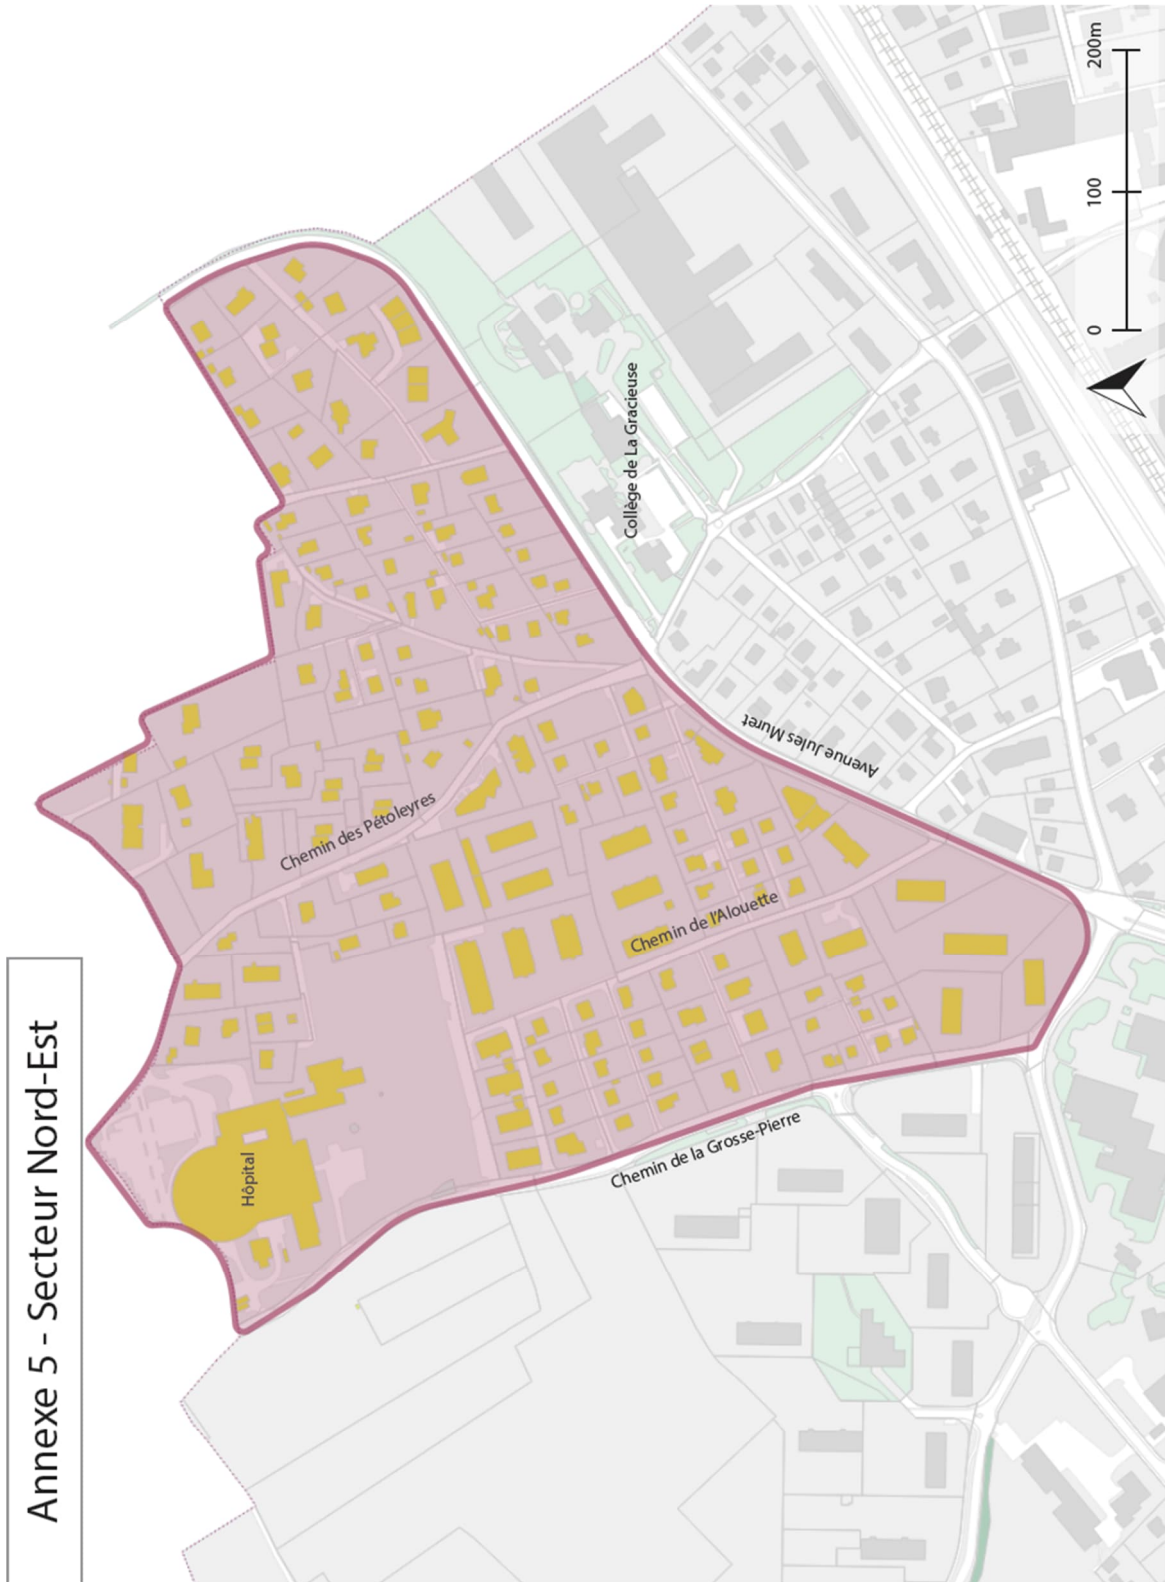 Annexe 5 - Secteur Nord-Est
Hôpital
Chemin des Pétoleyres
Chemin de l'Alouette
Chemin de la Grosse-Pierre
Collège de La Gracieuse
Avenue Jules Muret
0
100
200m